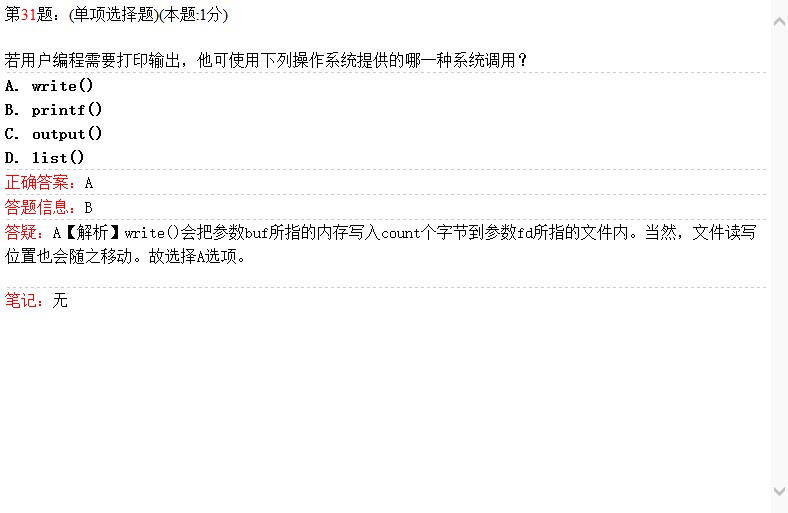 第31题：(单项选择题)(本题:1分)
若用户编程需要打印输出，他可使用下列操作系统提供的哪一种系统调用？
A. write()
B. printf()
C. output()
D. list()
正确答案：A
答题信息：B
答疑：A【解析】write()会把参数buf所指的内存写入count个字节到参数fd所指的文件内。当然，文件读写
位置也会随之移动。故选择A选项。
笔记：无